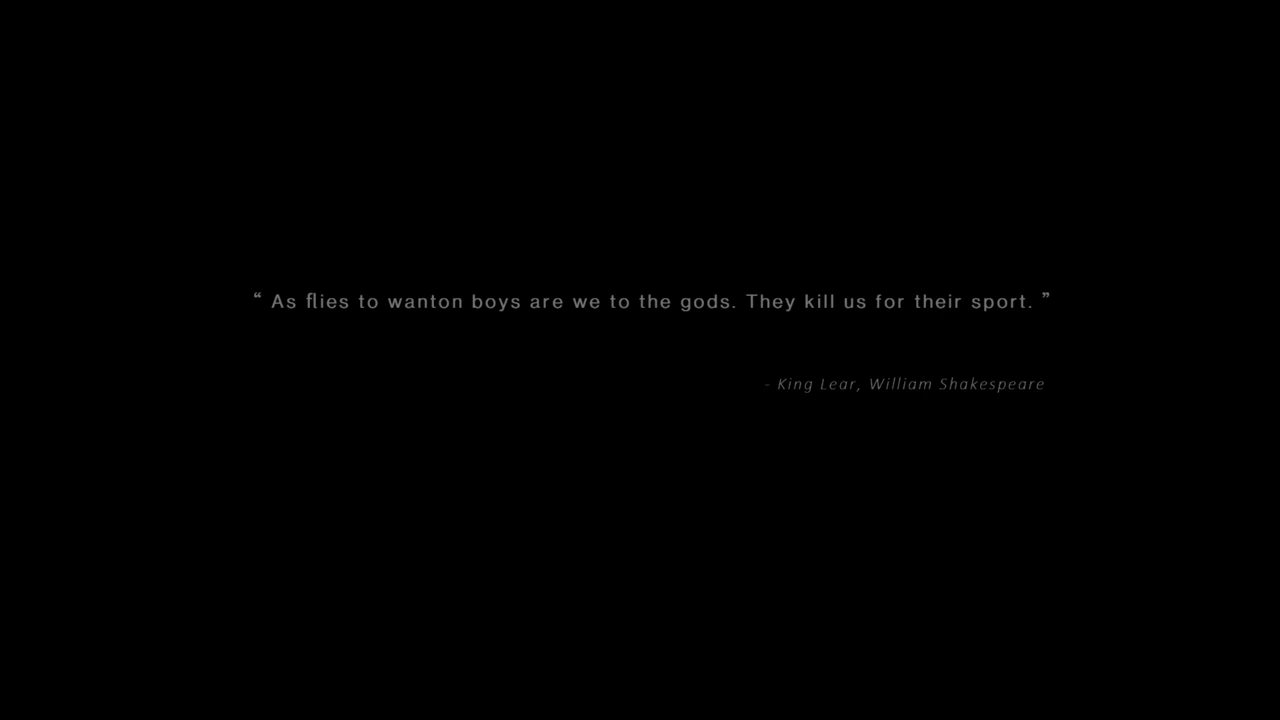 “ As flies to wanton boys are we to the gods. They kill us for their sport. ”
- King Lear, William Shakespeare